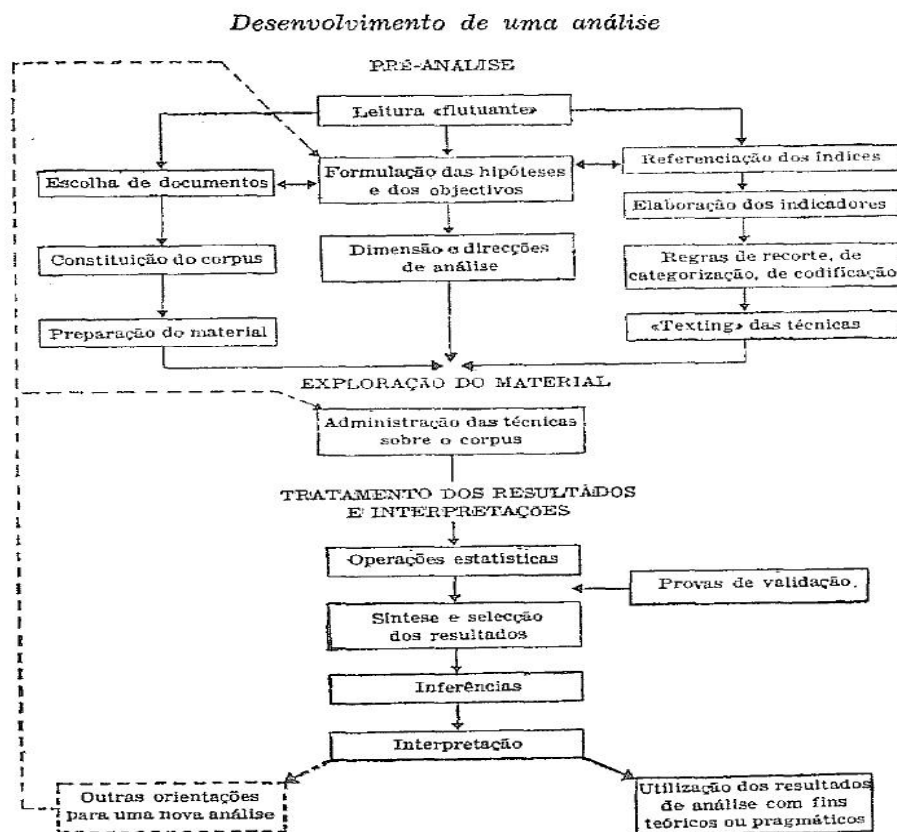 Desenvolvimento de uma análise
PRÉ-ANÁLISE
Leitura «flutuante»
Escolha de documentos
Formulação das hipóteses
e dos objectivos
Referenciação dos índices
Elaboração dos indicadores
Constituição do corpus
Dimensão e direcções
de análise
Regras de recorte, de
categorização, de codificação
Preparação do material
«Texting» das técnicas
EXPLORAÇÃO DO MATERIAL
Administração das técnicas
sobre o corpus
TRATAMENTO DOS RESULTADOS
E INTERPRETAÇÕES
Operações estatísticas
Provas de validação.
Síntese e selecção
dos resultados
Inferências
Interpretação
Outras orientações
para uma nova análise
Utilização dos resultados
de análise com fins
teóricos ou pragmáticos